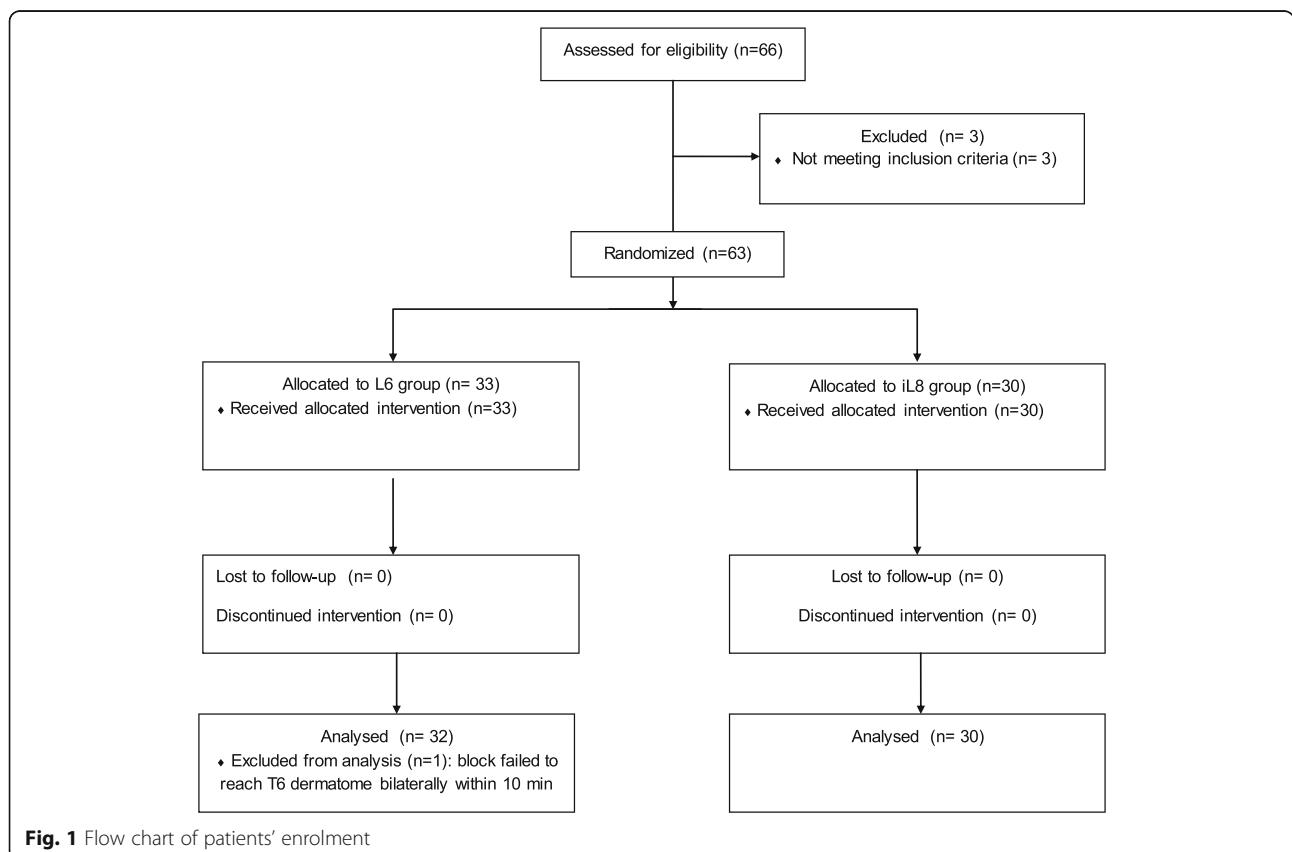 Assessed for eligibility (n=66)
Excluded (n= 3)
♦ Not meeting inclusion criteria (n= 3)
Randomized (n=63)
Allocated to L6 group (n= 33)
♦ Received allocated intervention (n=33)
Allocated to iL8 group (n=30)
♦ Received allocated intervention (n=30)
Lost to follow-up (n= 0)
Discontinued intervention (n= 0)
Lost to follow-up (n= 0)
Discontinued intervention (n= 0)
Analysed (n= 32)
♦ Excluded from analysis (n=1): block failed to
reach T6 dermatome bilaterally within 10 min
Analysed (n= 30)
Fig. 1 Flow chart of patients' enrolment